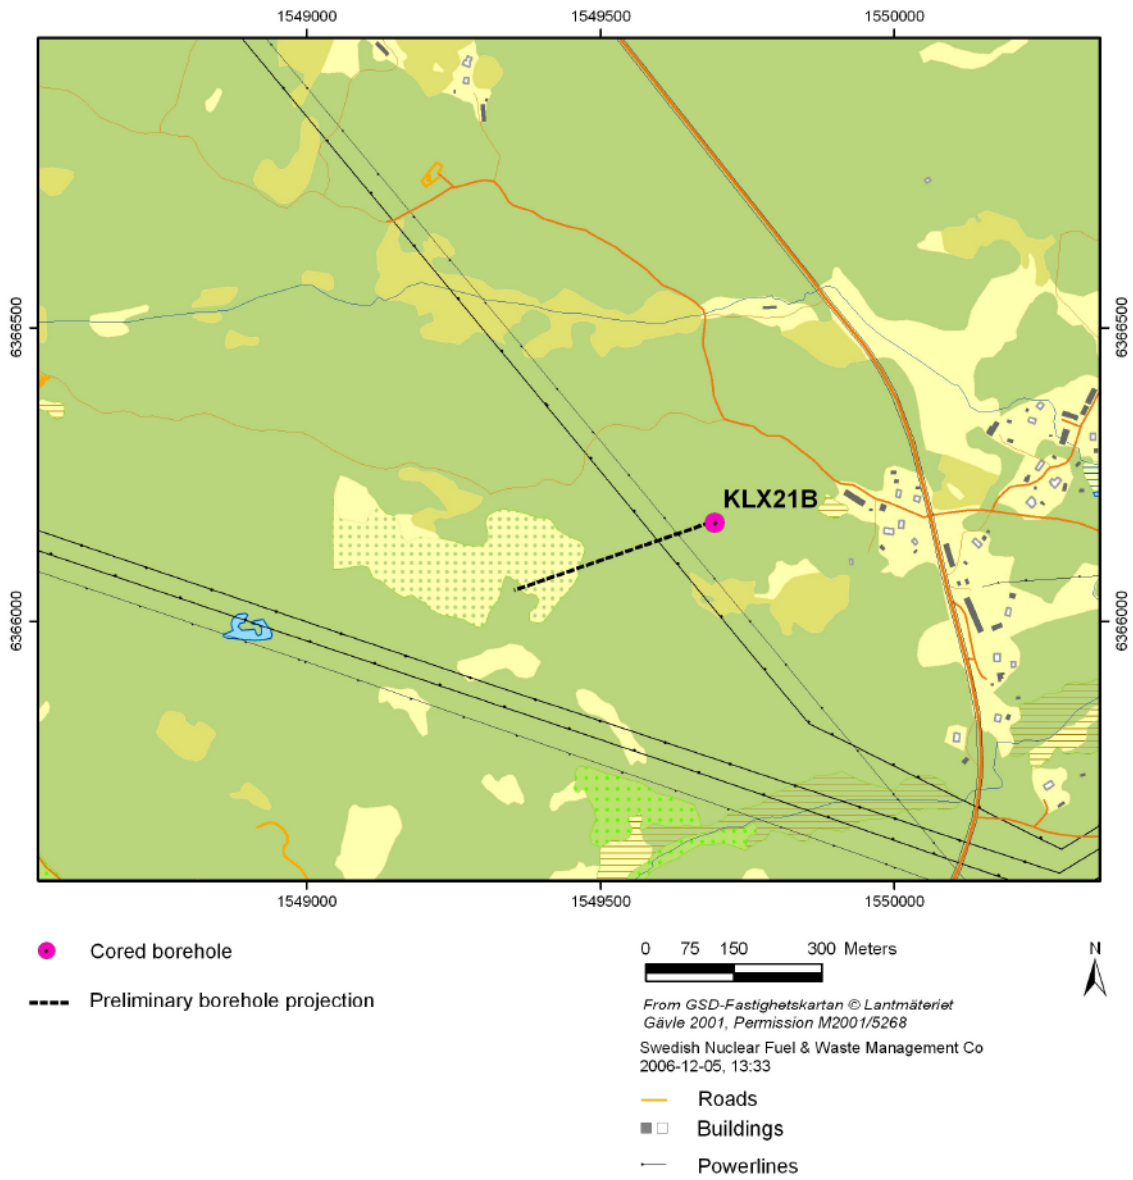 1549000 1549500 1550000
6366500 6366500
KLX21B
6366000 6366000
1549000 1549500 1550000
Cored borehole
Preliminary borehole projection
0 75 150 300 Meters
N
From GSD-Fastighetskartan © Lantmäteriet
Gävle 2001, Permission M2001/5268
Swedish Nuclear Fuel & Waste Management Co
2006-12-05, 13:33
Roads
Buildings
Powerlines